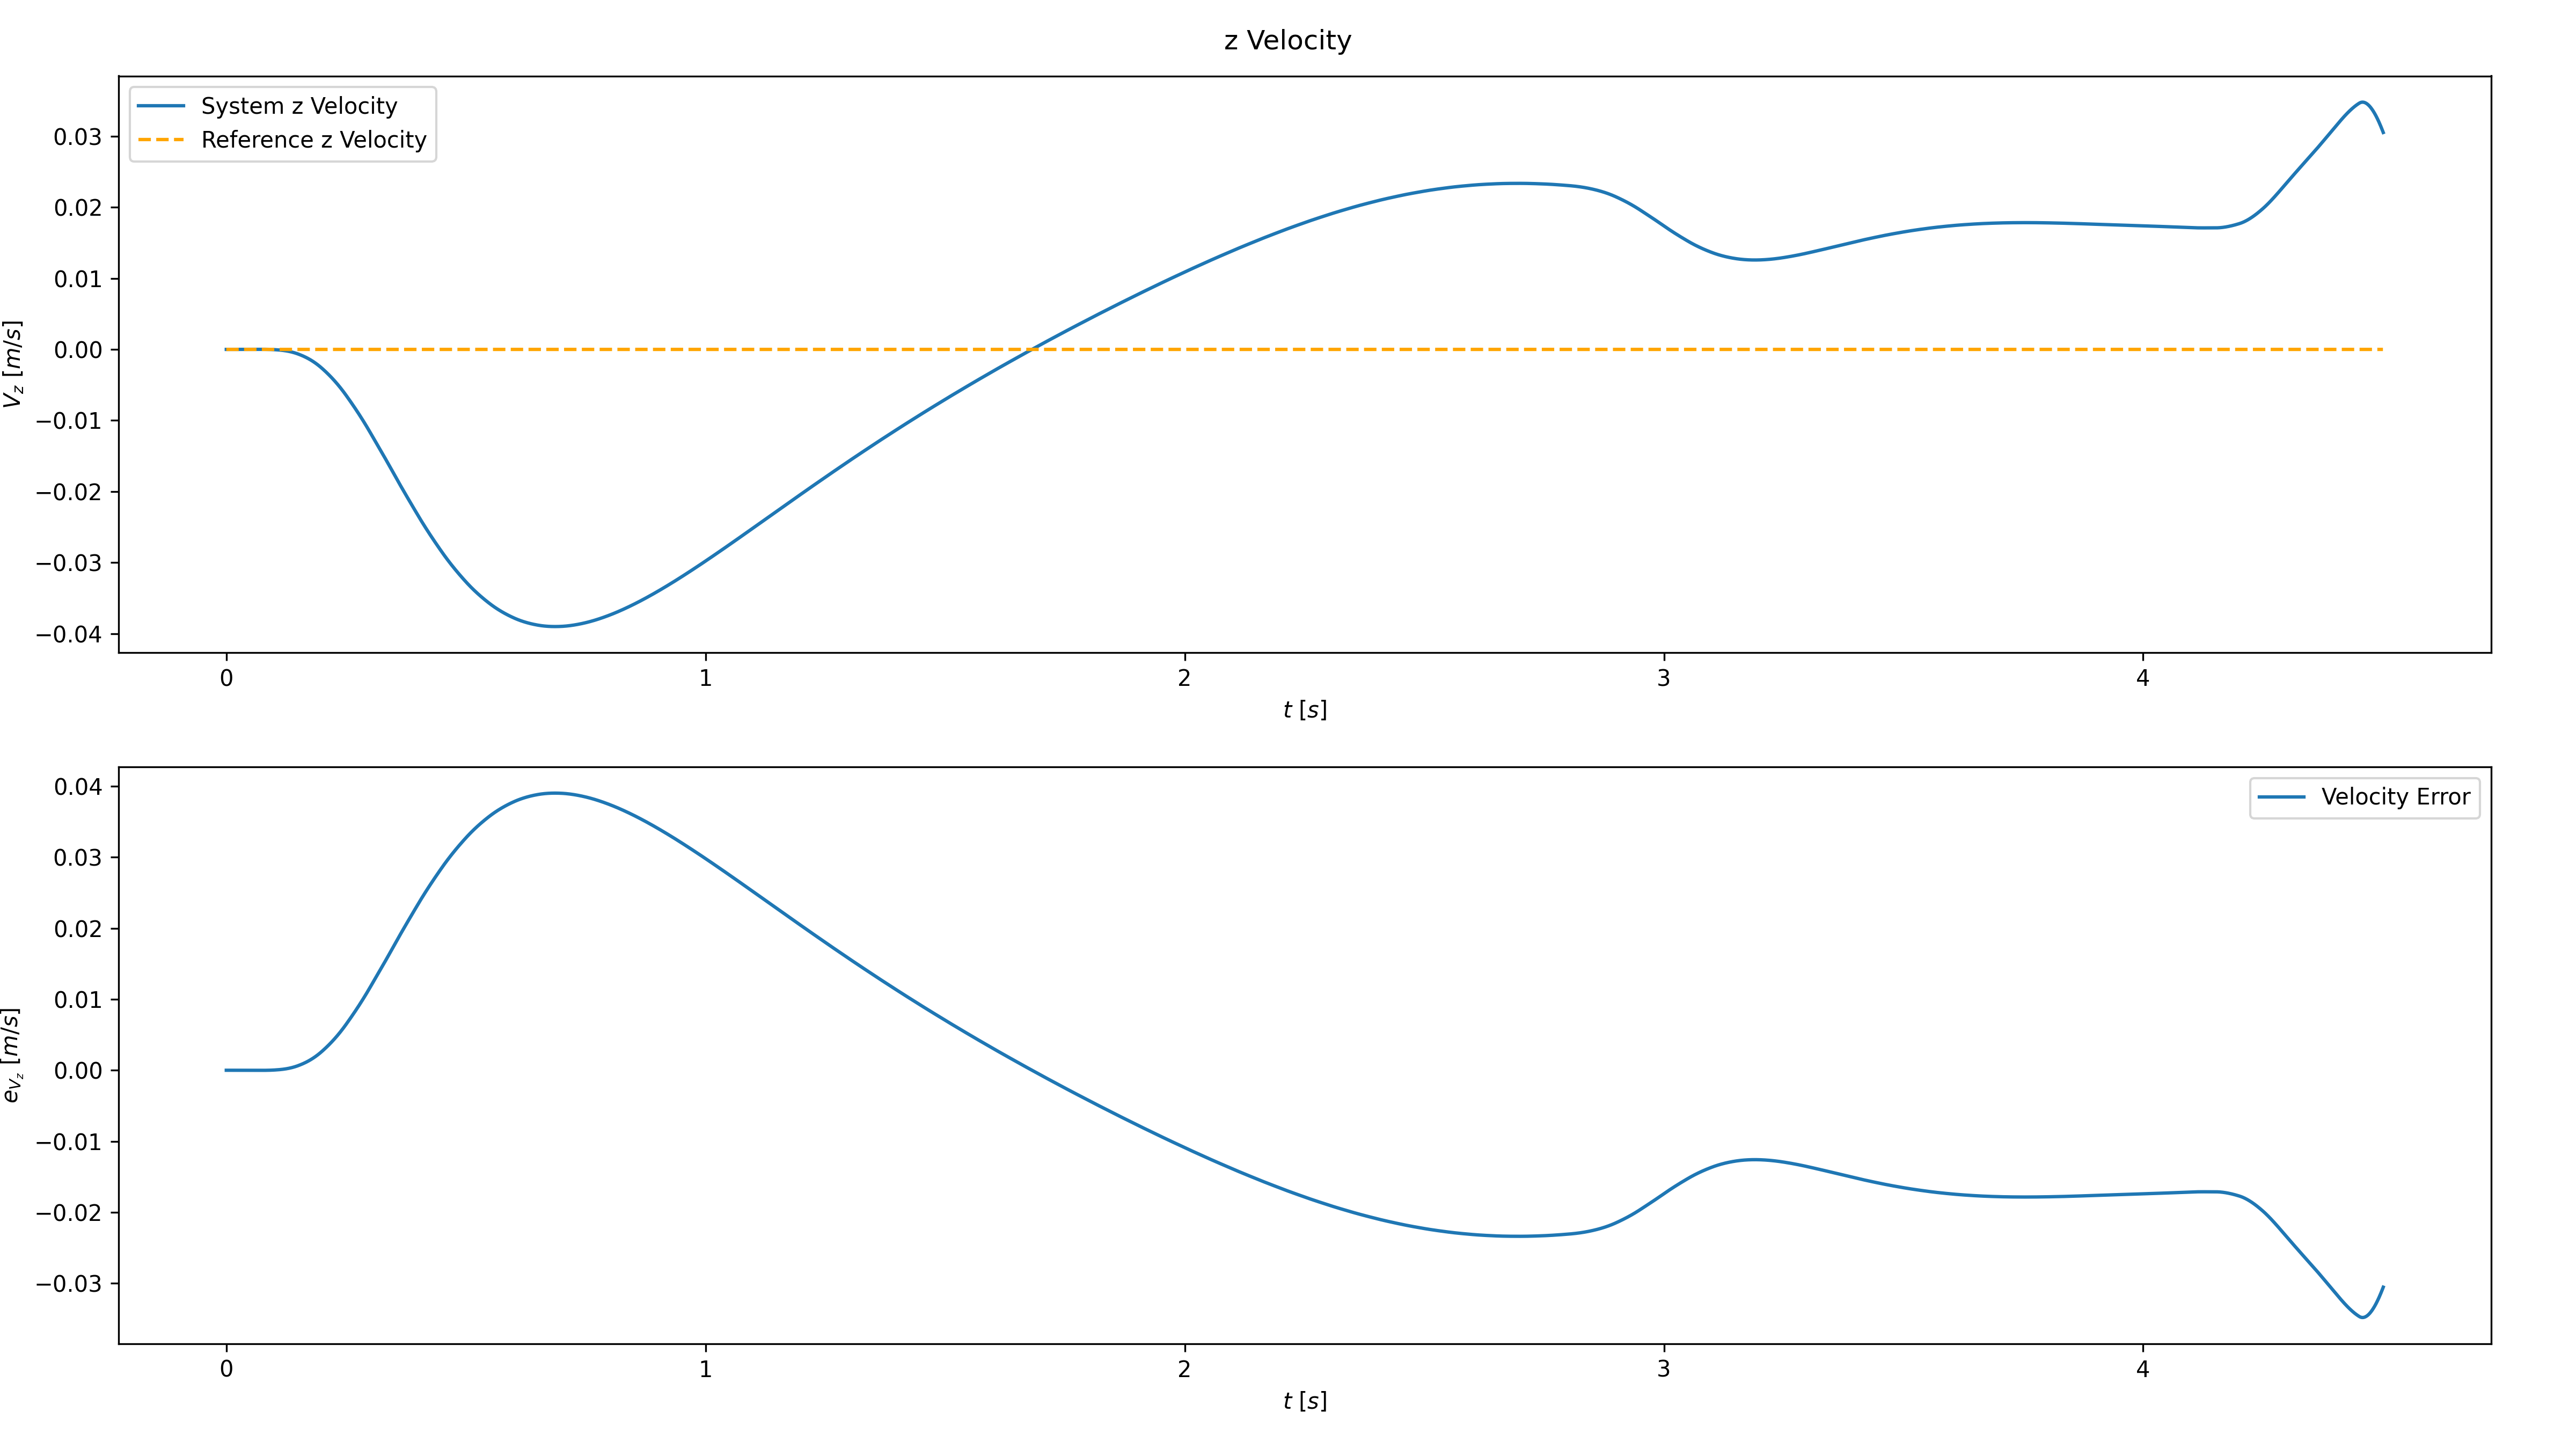 z Velocity
System z Velocity
Reference z Velocity
0.03
0.02
0.01
0.00
−0.01
−0.02
−0.03
−0.04
V_z [m/s]
0 1 2 3 4
t [s]
Velocity Error
0.04
0.03
0.02
0.01
0.00
−0.01
−0.02
−0.03
e_{V_z} [m/s]
0 1 2 3 4
t [s]